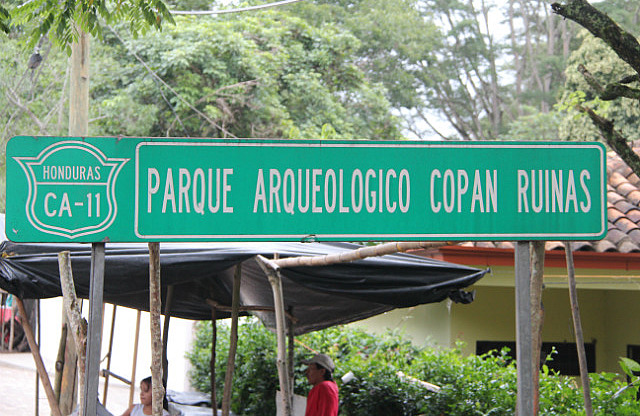 HONDURAS
CA-11
PARQUE ARQUEOLOGICO COPAN RUINAS